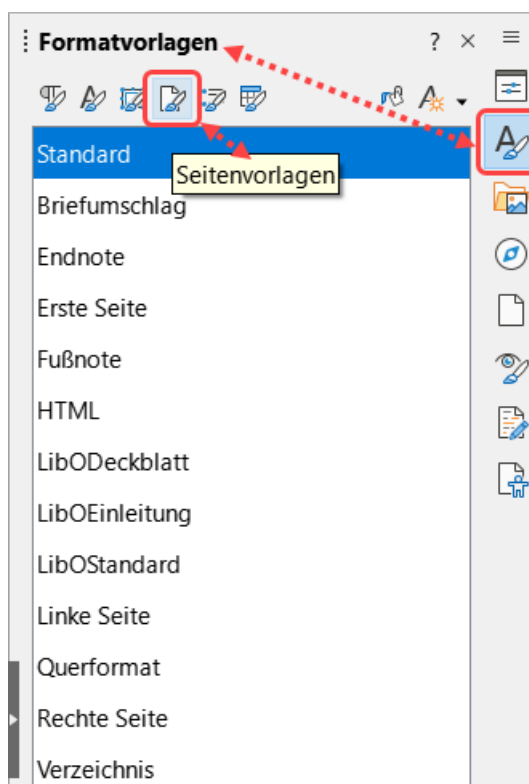 Formatvorlagen ? ×
Seitenvorlagen
Standard
Briefumschlag
Endnote
Erste Seite
Fußnote
HTML
LibODeckblatt
LibOEinleitung
LibOStandard
Linke Seite
Querformat
Rechte Seite
Verzeichnis